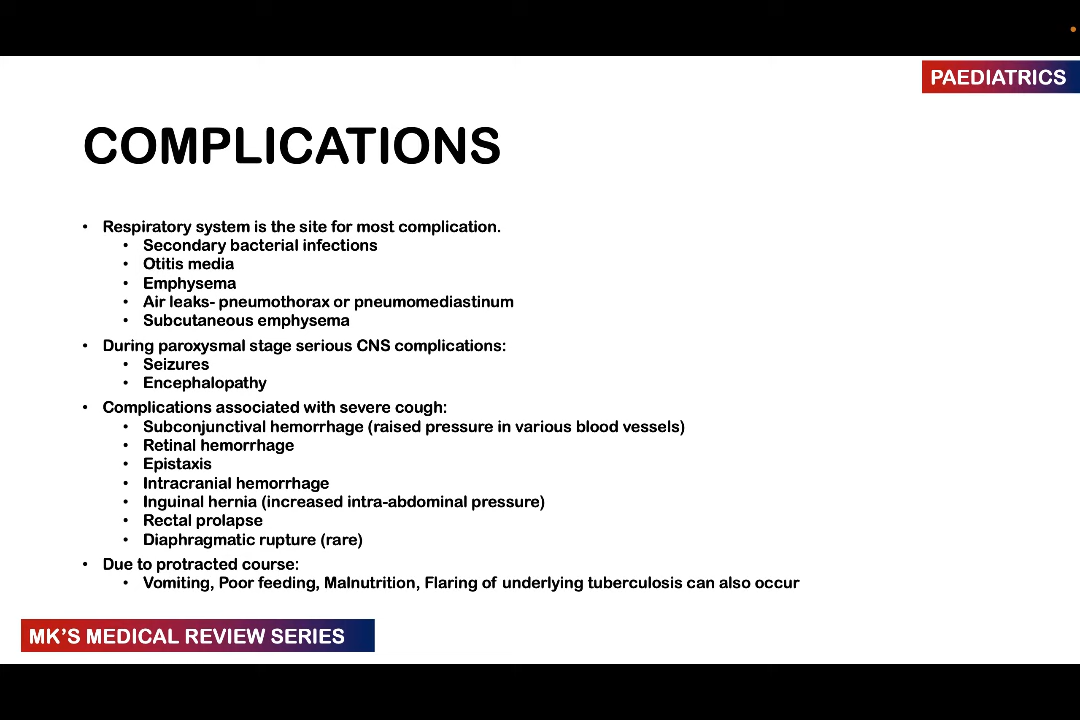 PAEDIATRICS
COMPLICATIONS
• Respiratory system is the site for most complication.
• Secondary bacterial infections
• Otitis media
• Emphysema
• Air leaks- pneumothorax or pneumomediastinum
• Subcutaneous emphysema
• During paroxysmal stage serious CNS complications:
• Seizures
• Encephalopathy
• Complications associated with severe cough:
• Subconjunctival hemorrhage (raised pressure in various blood vessels)
• Retinal hemorrhage
• Epistaxis
• Intracranial hemorrhage
• Inguinal hernia (increased intra-abdominal pressure)
• Rectal prolapse
• Diaphragmatic rupture (rare)
• Due to protracted course:
• Vomiting, Poor feeding, Malnutrition, Flaring of underlying tuberculosis can also occur
MK'S MEDICAL REVIEW SERIES